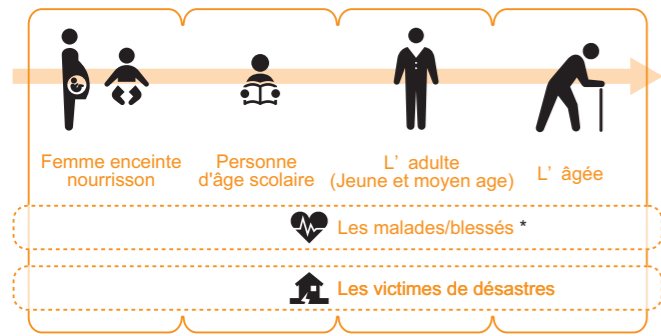 Femme enceinte
nourrisson
Personne
d'âge scolaire
L' adulte
(Jeune et moyen age)
L' âgée
Les malades/blessés *
Les victimes de désastres